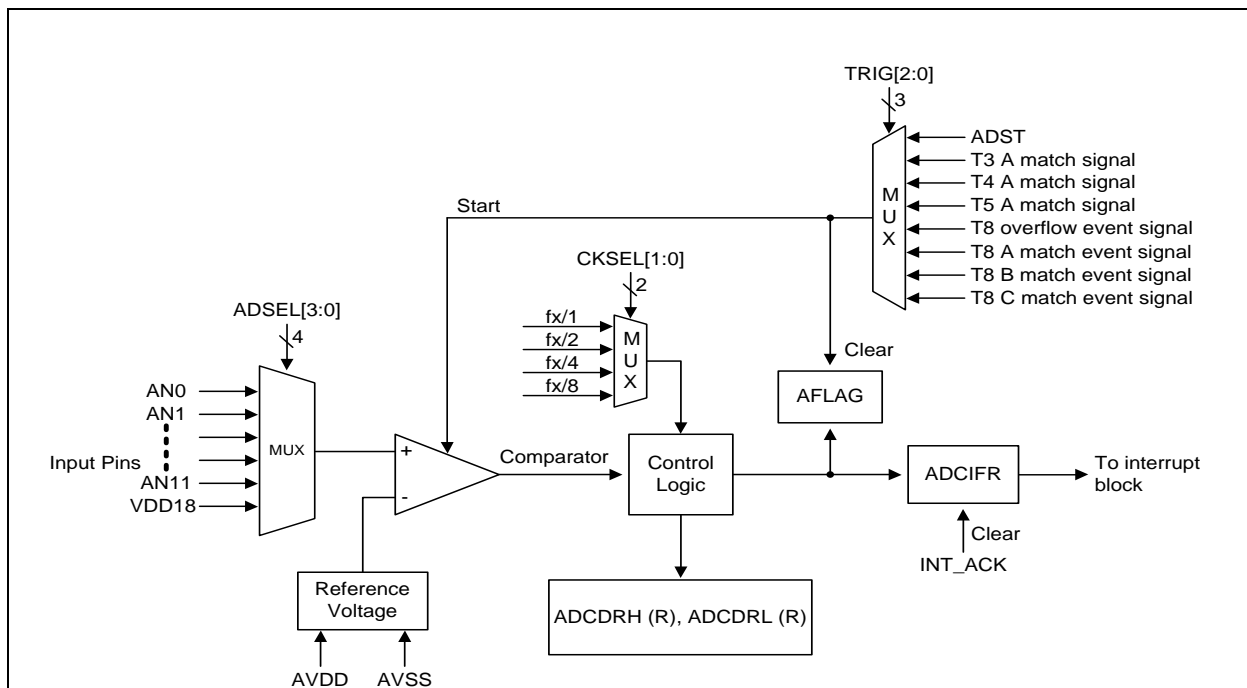 TRIG[2:0]
3
ADST
T3 A match signal
T4 A match signal
T5 A match signal
T8 overflow event signal
T8 A match event signal
T8 B match event signal
T8 C match event signal
MUX
Start
CKSEL[1:0]
2
fx/1
fx/2
fx/4
fx/8
MUX
Clear
AFLAG
ADSEL[3:0]
4
AN0
AN1
Input Pins
AN11
VDD18
MUX
+
-
Comparator
Control
Logic
ADCIFR
To interrupt
block
Clear
INT_ACK
Reference
Voltage
AVDD
AVSS
ADCDRH (R), ADCDRL (R)